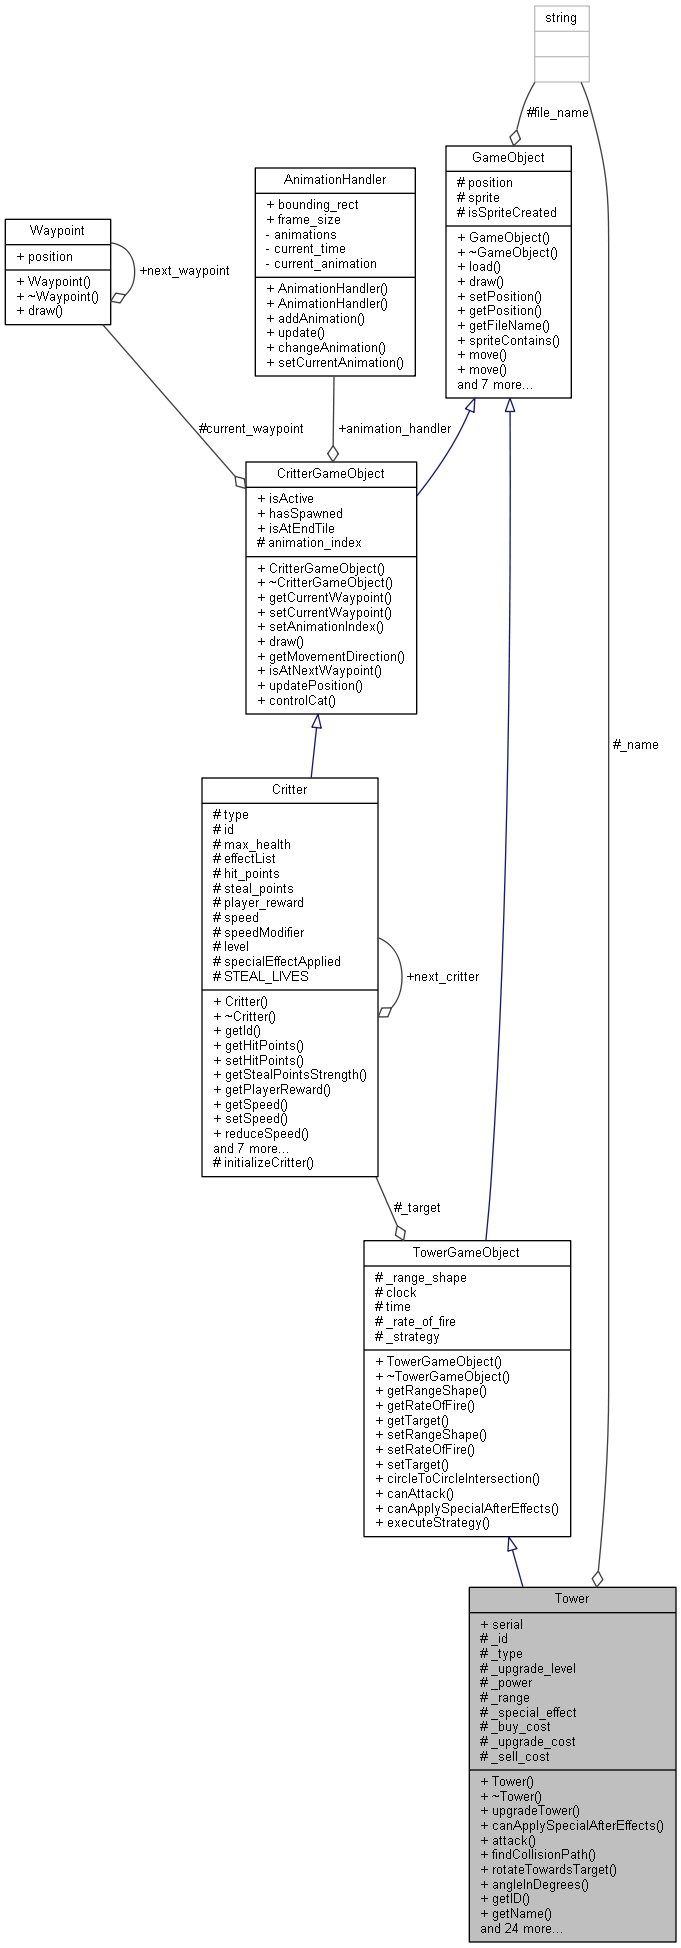 string
#file_name
GameObject
# position
# sprite
# isSpriteCreated
+ GameObject()
+ ~GameObject()
+ load()
+ draw()
+ setPosition()
+ getPosition()
+ getFileName()
+ spriteContains()
+ move()
+ move()
and 7 more...
AnimationHandler
+ bounding_rect
+ frame_size
- animations
- current_time
- current_animation
+ AnimationHandler()
+ AnimationHandler()
+ addAnimation()
+ update()
+ changeAnimation()
+ setCurrentAnimation()
Waypoint
+ position
+ Waypoint()
+ ~Waypoint()
+ draw()
+next_waypoint
#current_waypoint
+animation_handler
CritterGameObject
+ isActive
+ hasSpawned
+ isAtEndTile
# animation_index
+ CritterGameObject()
+ ~CritterGameObject()
+ getCurrentWaypoint()
+ setCurrentWaypoint()
+ setAnimationIndex()
+ draw()
+ getMovementDirection()
+ isAtNextWaypoint()
+ updatePosition()
+ controlCat()
#_name
Critter
# type
# id
# max_health
# effectList
# hit_points
# steal_points
# player_reward
# speed
# speedModifier
# level
# specialEffectApplied
# STEAL_LIVES
+ Critter()
+ ~Critter()
+ getId()
+ getHitPoints()
+ setHitPoints()
+ getStealPointsStrength()
+ getPlayerReward()
+ getSpeed()
+ setSpeed()
+ reduceSpeed()
and 7 more...
# initializeCritter()
+next_critter
#_target
TowerGameObject
# _range_shape
# clock
# time
# _rate_of_fire
# _strategy
+ TowerGameObject()
+ ~TowerGameObject()
+ getRangeShape()
+ getRateOfFire()
+ getTarget()
+ setRangeShape()
+ setRateOfFire()
+ setTarget()
+ circleToCircleIntersection()
+ canAttack()
+ canApplySpecialAfterEffects()
+ executeStrategy()
Tower
+ serial
# _id
# _type
# _upgrade_level
# _power
# _range
# _special_effect
# _buy_cost
# _upgrade_cost
# _sell_cost
+ Tower()
+ ~Tower()
+ upgradeTower()
+ canApplySpecialAfterEffects()
+ attack()
+ findCollisionPath()
+ rotateTowardsTarget()
+ angleInDegrees()
+ getID()
+ getName()
and 24 more...